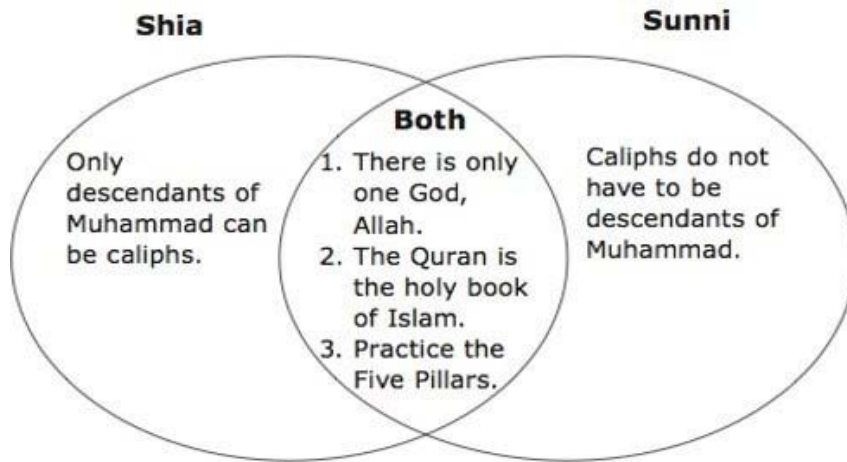 Shia
Sunni
Only
descendants of
Muhammad can
be caliphs.
Both
1. There is only
one God,
Allah.
2. The Quran is
the holy book
of Islam.
3. Practice the
Five Pillars.
Caliphs do not
have to be
descendants of
Muhammad.